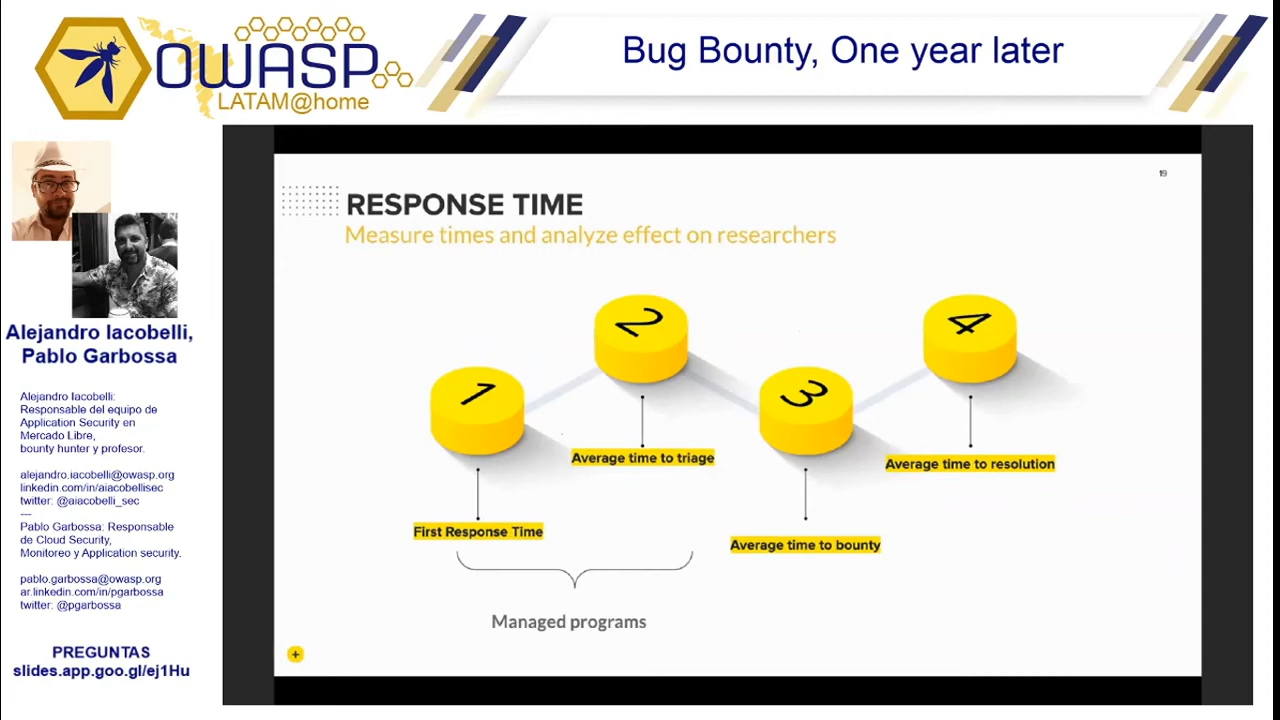 OWASP
LATAM@home
Bug Bounty, One year later
Alejandro Iacobelli,
Pablo Garbossa
Alejandro Iacobelli:
Responsable del equipo de
Application Security en
Mercado Libre,
bounty hunter y profesor.
alejandro.iacobelli@owasp.org
linkedin.com/in/aiacobellisec
twitter: @aiacobelli_sec
---
Pablo Garbossa: Responsable
de Cloud Security,
Monitoreo y Application security.
pablo.garbossa@owasp.org
ar.linkedin.com/in/pgarbossa
twitter: @pgarbossa
PREGUNTAS
slides.app.goo.gl/ej1Hu
19
RESPONSE TIME
Measure times and analyze effect on researchers
1
2
3
4
First Response Time
Average time to triage
Average time to bounty
Average time to resolution
Managed programs
+